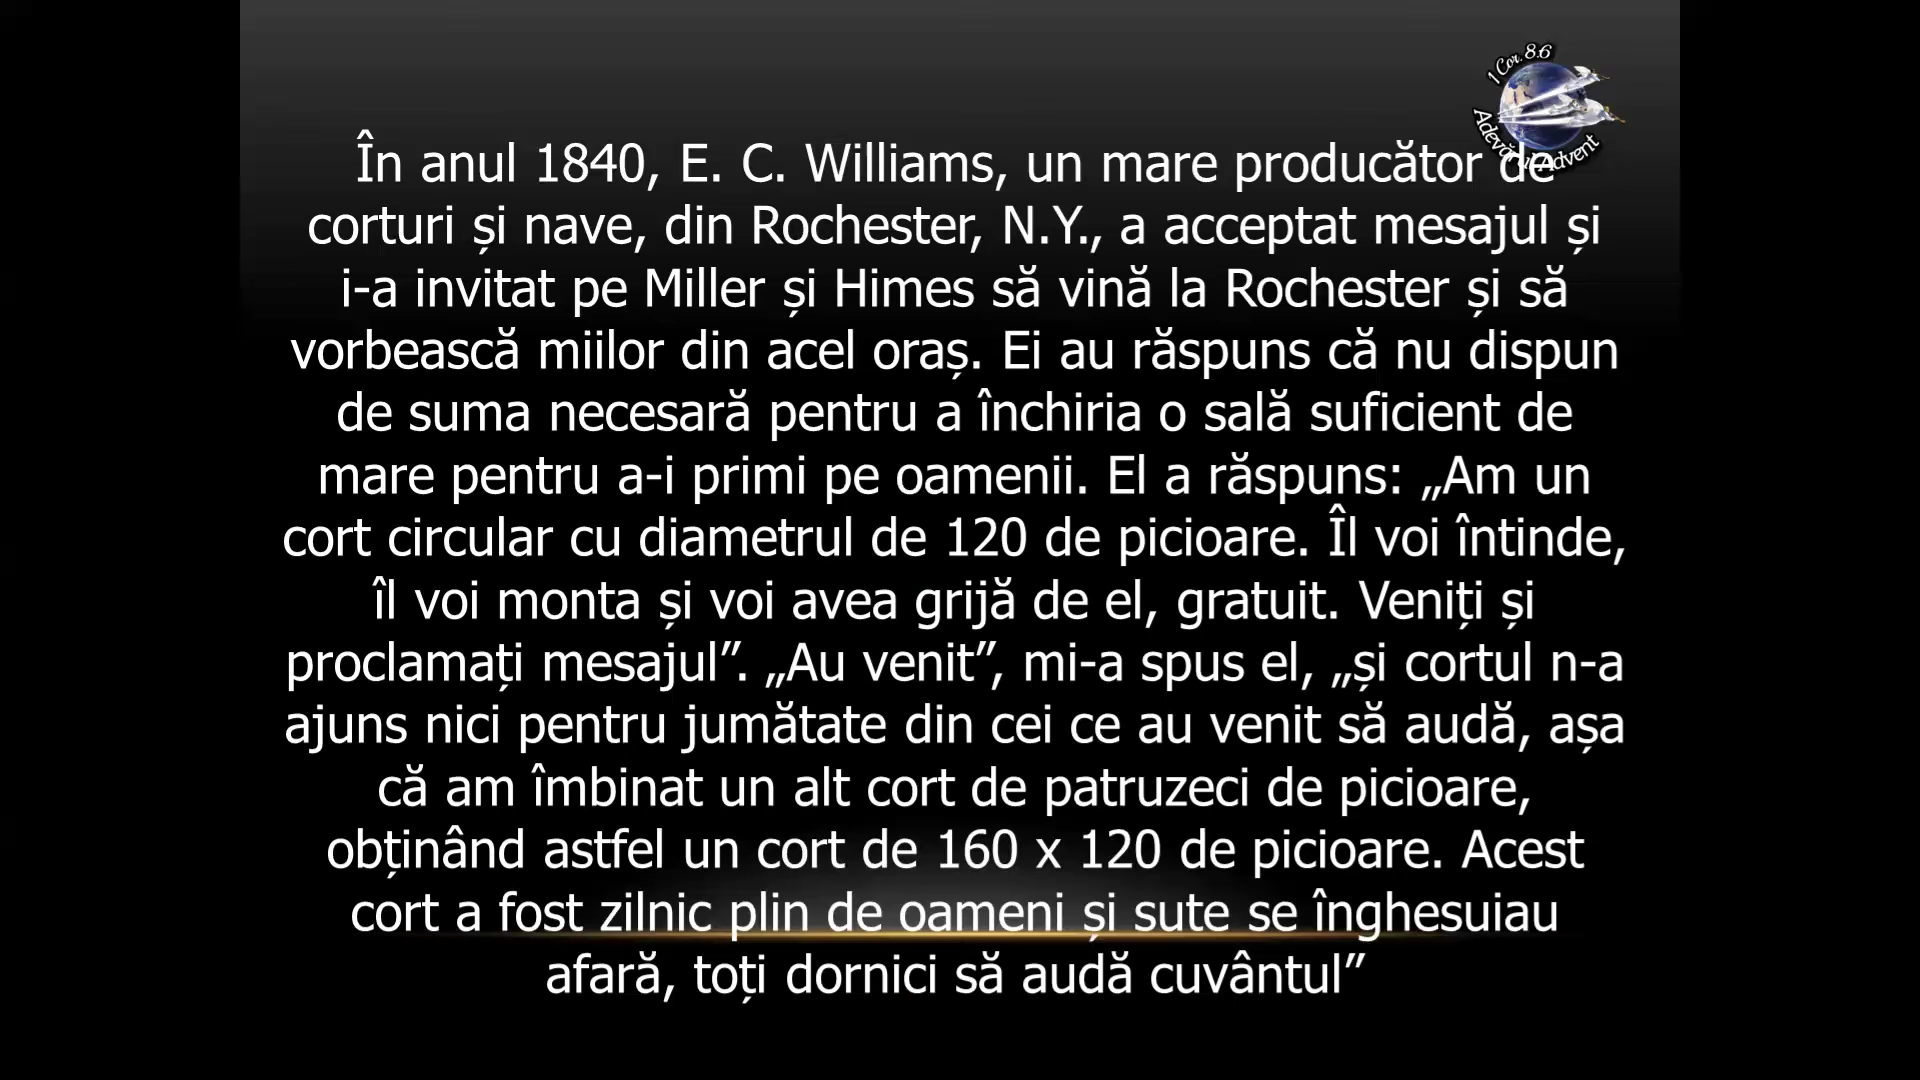 1 Cor. 8:6
Adevărul Advent
În anul 1840, E. C. Williams, un mare producător de
corturi și nave, din Rochester, N.Y., a acceptat mesajul și
i-a invitat pe Miller și Himes să vină la Rochester și să
vorbească miilor din acel oraș. Ei au răspuns că nu dispun
de suma necesară pentru a închiria o sală suficient de
mare pentru a-i primi pe oamenii. El a răspuns: „Am un
cort circular cu diametrul de 120 de picioare. Îl voi întinde,
îl voi monta și voi avea grijă de el, gratuit. Veniți și
proclamați mesajul”. „Au venit”, mi-a spus el, „și cortul n-a
ajuns nici pentru jumătate din cei ce au venit să audă, așa
că am îmbinat un alt cort de patruzeci de picioare,
obținând astfel un cort de 160 x 120 de picioare. Acest
cort a fost zilnic plin de oameni și sute se înghesuiau
afară, toți dornici să audă cuvântul”